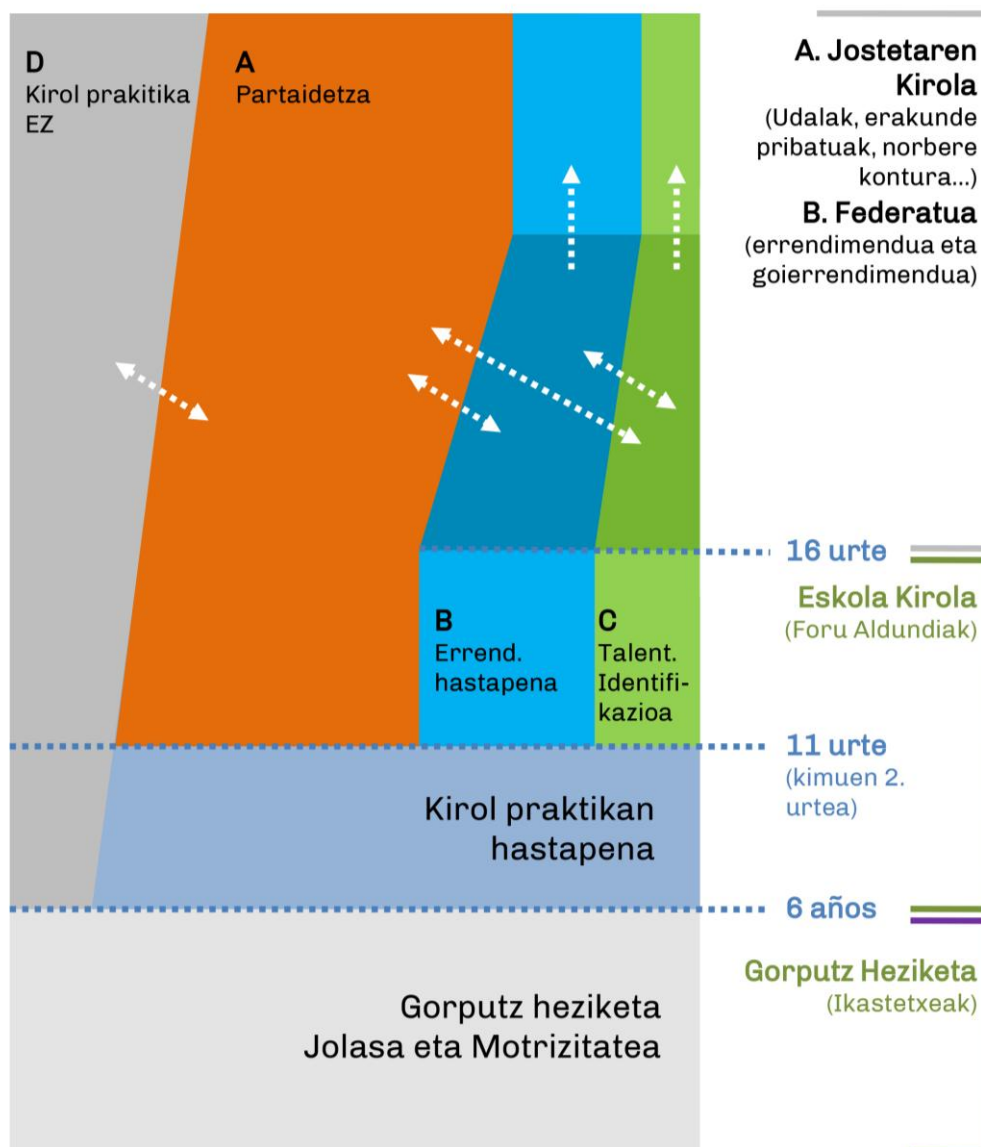 D
Kirol prakitika
EZ
A
Partaidetza
A. Jostetaren
Kirola
(Udalak, erakunde
pribatuak, norbere
kontura...)
B. Federatua
(errendimendua eta
goierrendimendua)
16 urte
Eskola Kirola
(Foru Aldundiak)
B
Errend.
hastapena
C
Talent.
Identifi-
kazioa
11 urte
(kimuen 2.
urtea)
Kirol praktikan
hastapena
6 años
Gorputz Heziketa
(Ikastetxeak)
Gorputz heziketa
Jolasa eta Motrizitatea